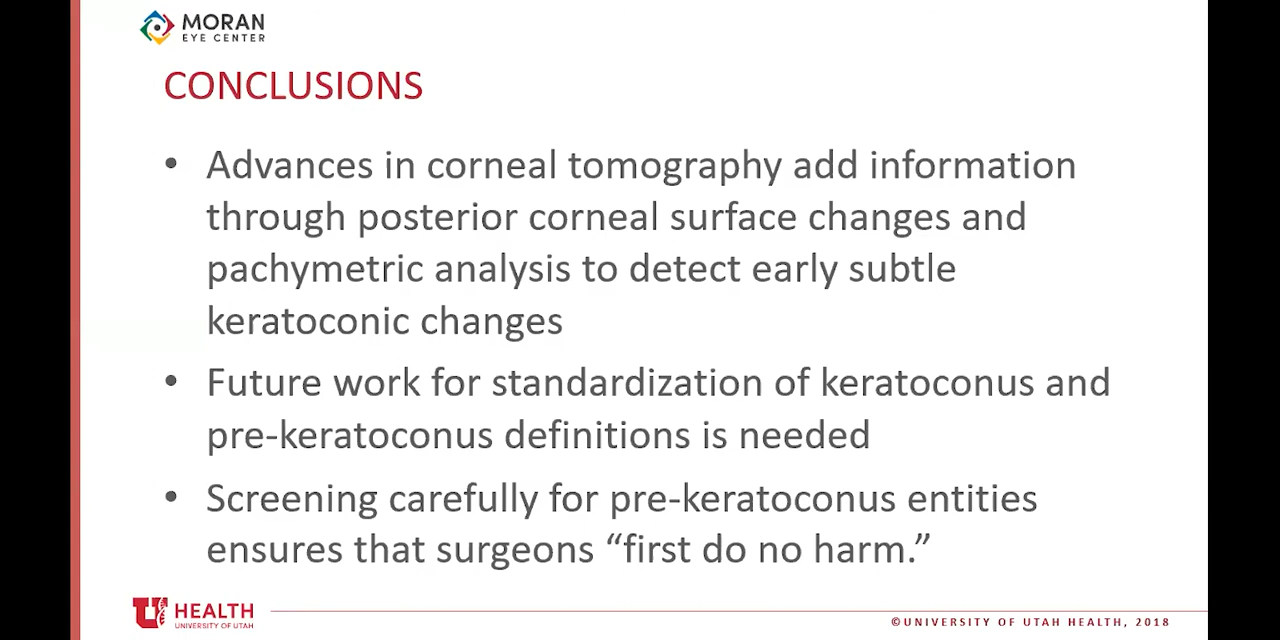 MORAN
EYE CENTER
CONCLUSIONS
• Advances in corneal tomography add information
through posterior corneal surface changes and
pachymetric analysis to detect early subtle
keratoconic changes
• Future work for standardization of keratoconus and
pre-keratoconus definitions is needed
• Screening carefully for pre-keratoconus entities
ensures that surgeons “first do no harm.”
U HEALTH
UNIVERSITY OF UTAH
©UNIVERSITY OF UTAH HEALTH, 2018